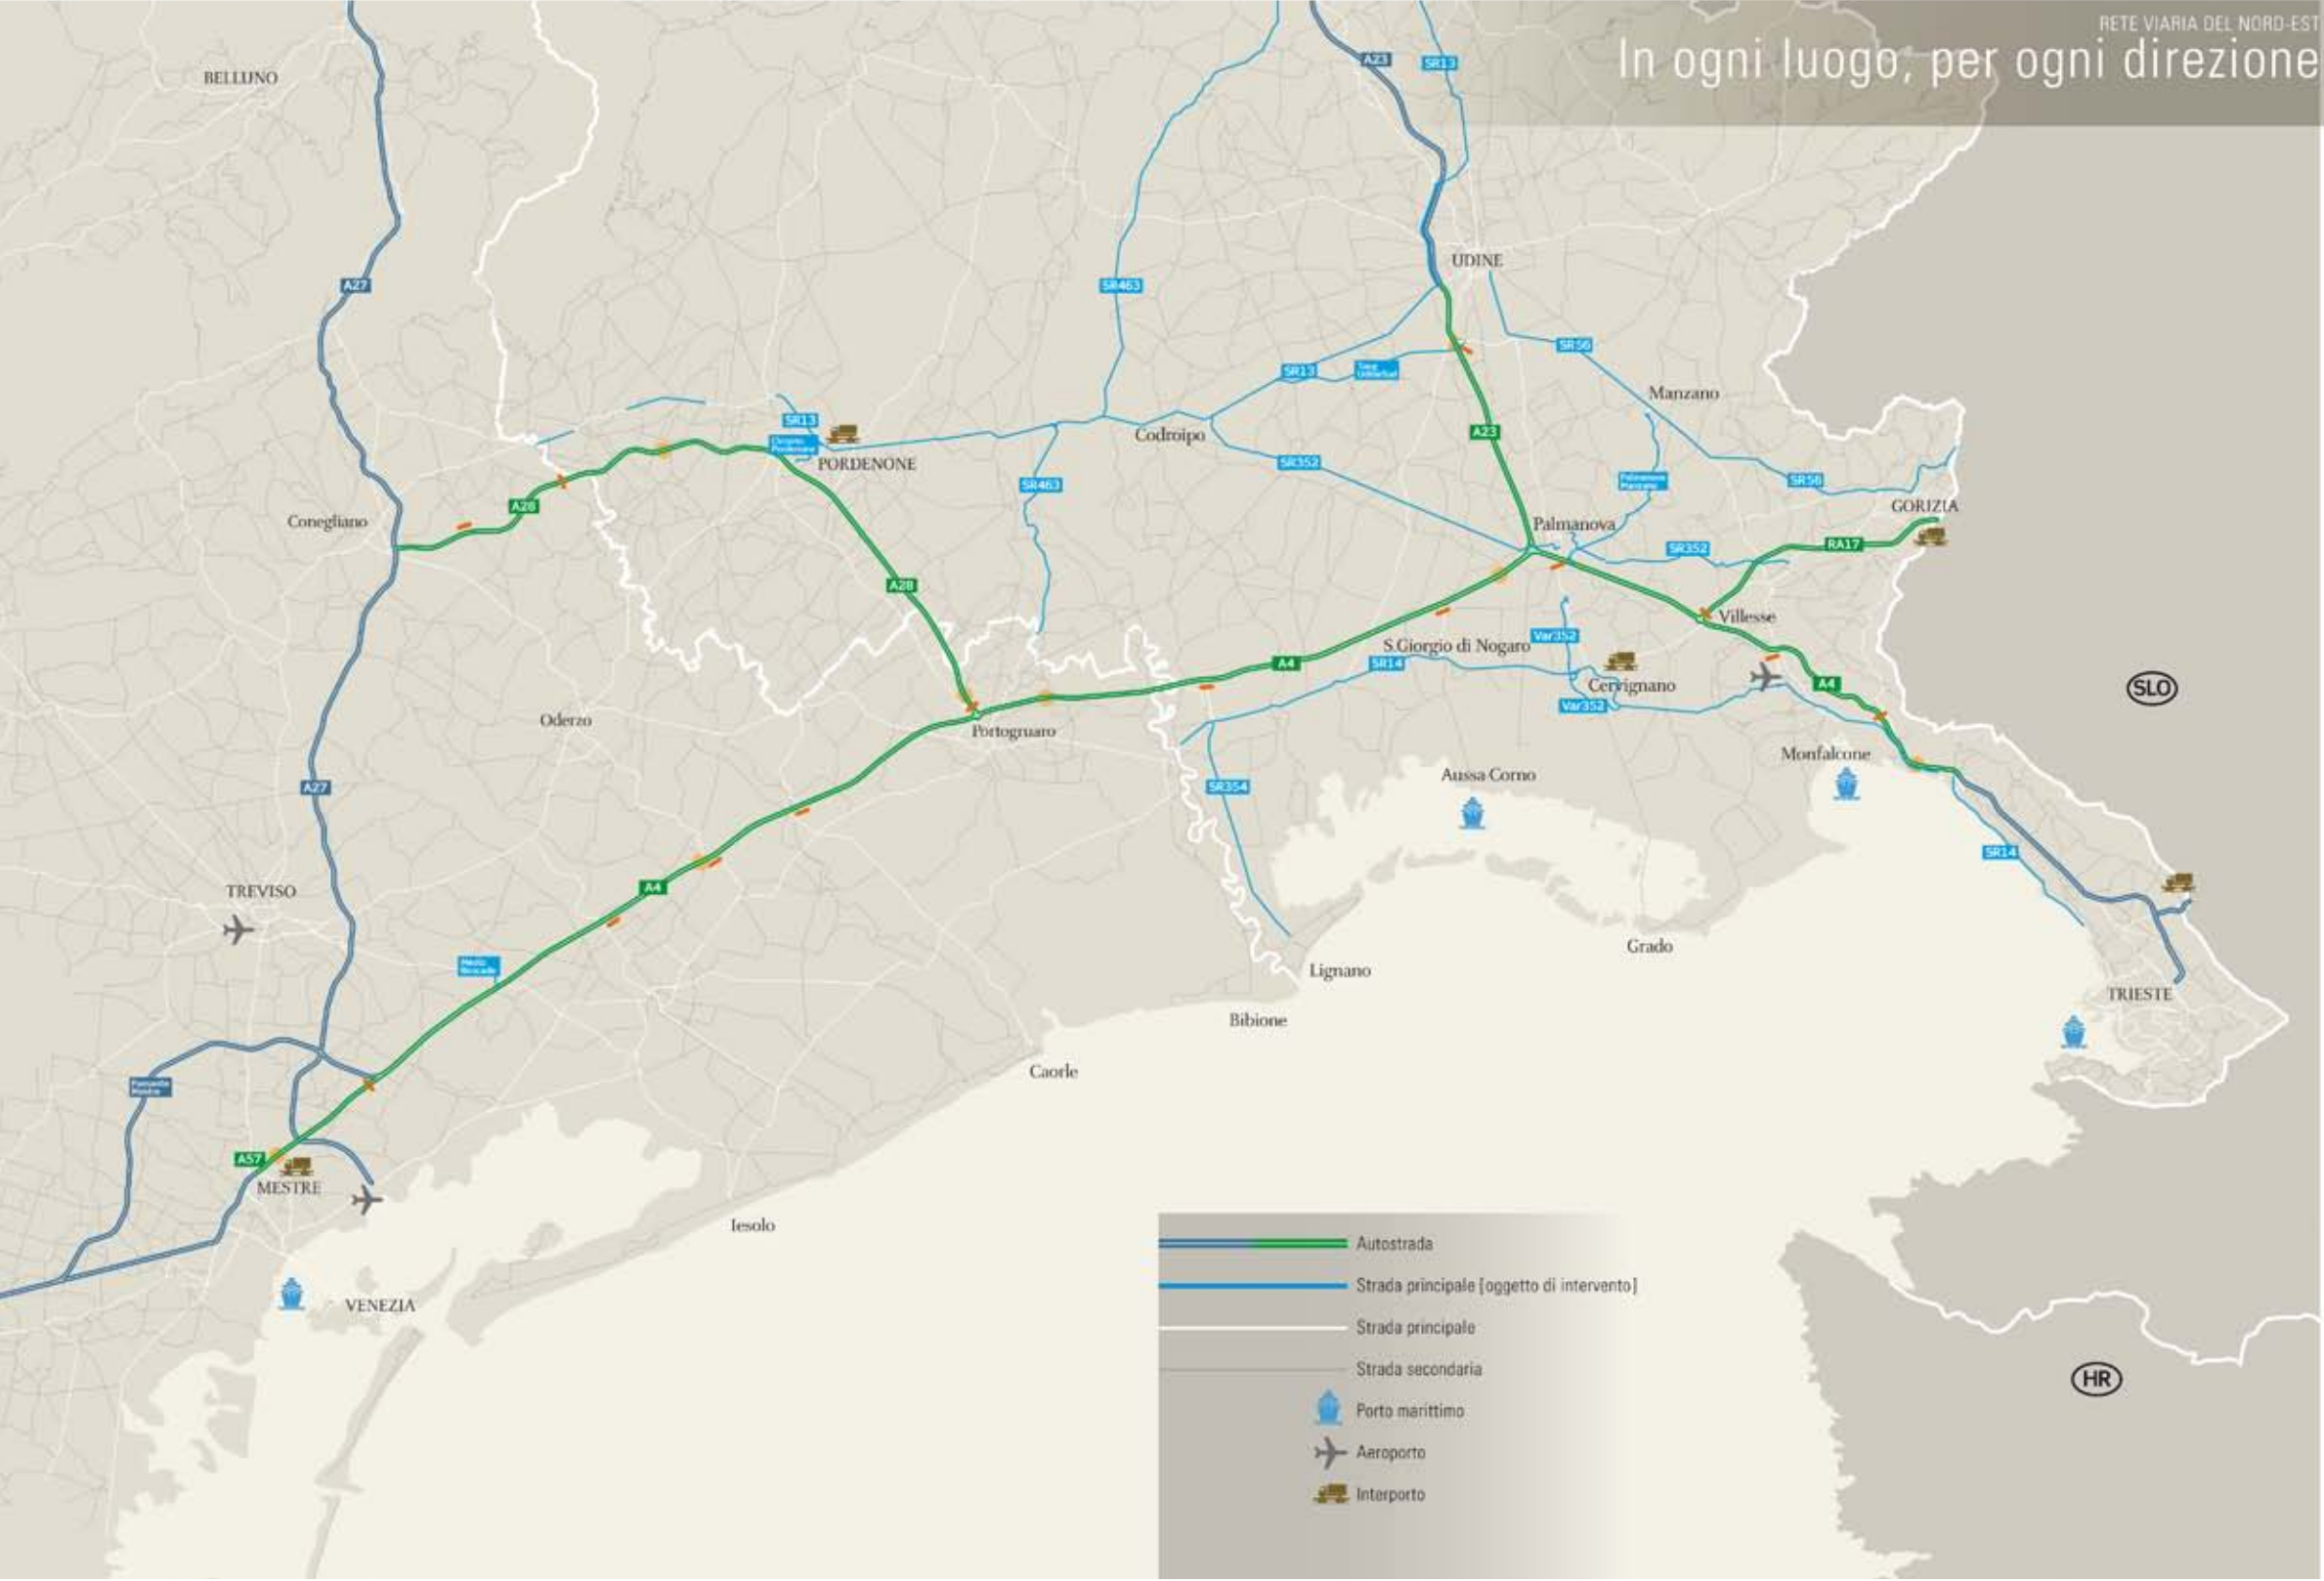 RETE VIARIA DEL NORD-EST
In ogni luogo, per ogni direzione
BELLUNO
A23
SR13
UDINE
A27
SR463
SR56
SR13
Manzano
SR13
PORDENONE
Codroipo
A23
SR352
SR463
SR56
GORIZIA
A28
Conegliano
Palmanova
Palmanova
Manzano
SR352
RA17
A28
Villesse
Var352
S.Giorgio di Nogaro
A4
SR14
Cervignano
A4
SLO
Var352
Oderzo
Portogruaro
Monfalcone
Aussa Corno
A27
SR354
SR14
TREVISO
A4
Grado
Lignano
TRIESTE
Bibione
Caorle
Passante
Mestre
A57
MESTRE
Iesolo
VENEZIA
Autostrada
Strada principale [oggetto di intervento]
Strada principale
Strada secondaria
Porto marittimo
Aeroporto
Interporto
HR